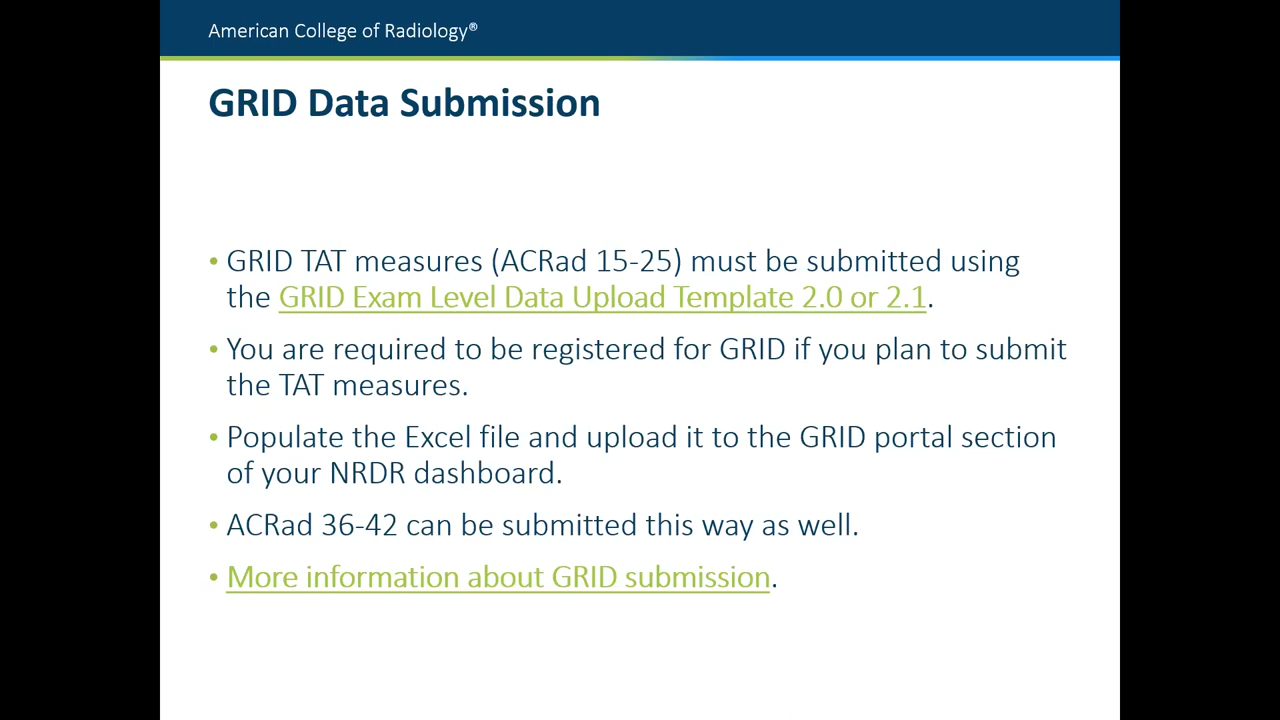 American College of Radiology®
GRID Data Submission
• GRID TAT measures (ACRad 15-25) must be submitted using
the GRID Exam Level Data Upload Template 2.0 or 2.1.
• You are required to be registered for GRID if you plan to submit
the TAT measures.
• Populate the Excel file and upload it to the GRID portal section
of your NRDR dashboard.
• ACRad 36-42 can be submitted this way as well.
• More information about GRID submission.